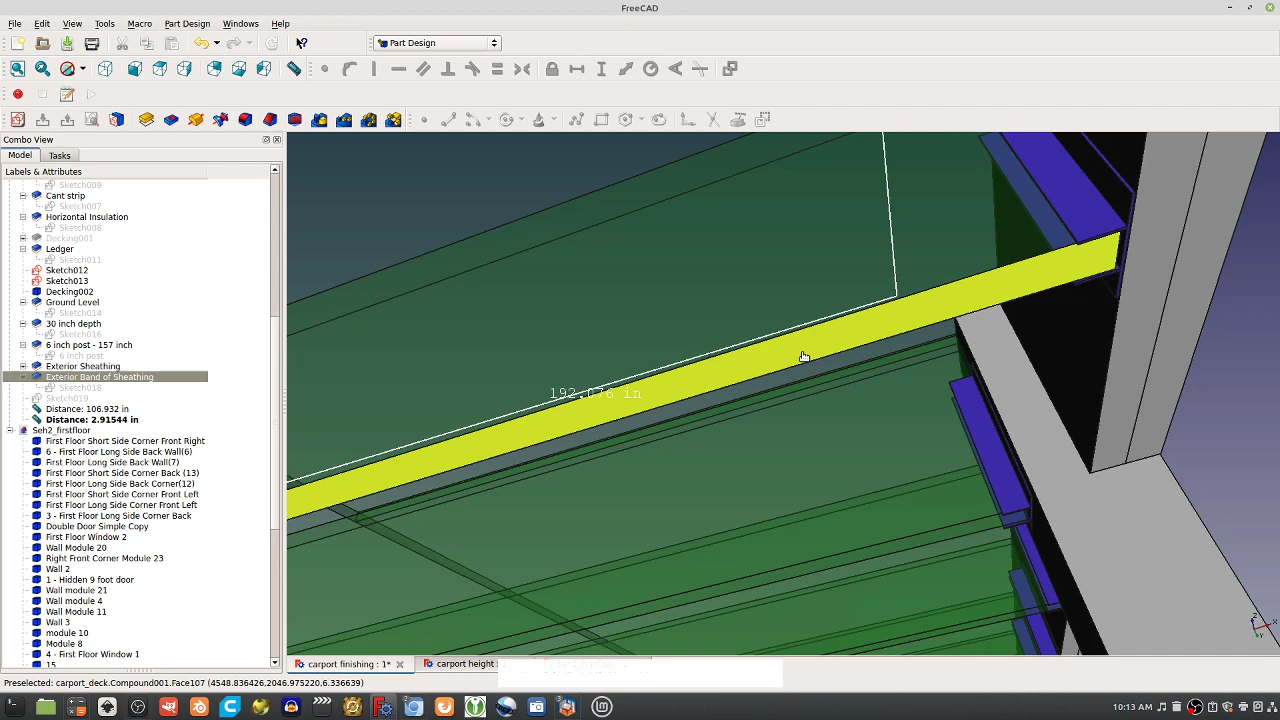 FreeCAD
File Edit View Tools Macro Part Design Windows Help
Part Design
Combo View
Model Tasks
Labels & Attributes
Sketch009
Cant strip
Sketch007
Horizontal Insulation
Sketch008
Decking001
Ledger
Sketch011
Sketch012
Sketch013
Decking002
Ground Level
Sketch014
30 inch depth
Sketch016
6 inch post - 157 inch
6 inch post
Exterior Sheathing
Exterior Band of Sheathing
Sketch018
Sketch019
Distance: 106.932 in
Distance: 2.91544 in
Seh2_firstfloor
First Floor Short Side Corner Front Right
6 - First Floor Long Side Back Wall(6)
First Floor Long Side Back Wall(7)
First Floor Short Side Corner Back (13)
First Floor Long Side Back Corner(12)
First Floor Short Side Corner Front Left
First Floor Long Side Corner Front Left
3 - First Floor Long Side Corner Back
Double Door Simple Copy
First Floor Window 2
Wall Module 20
Right Front Corner Module 23
Wall 2
1 - Hidden 9 foot door
Wall module 21
Wall module 4
Wall Module 11
Wall 3
module 10
Module 8
4 - First Floor Window 1
15
192.076 in
Z X Y
carport finishing : 1*
carport height
Preselected: carport_deck.Compound001.Face107 (4548.836426,2046.975220,6.336639)
10:13 AM